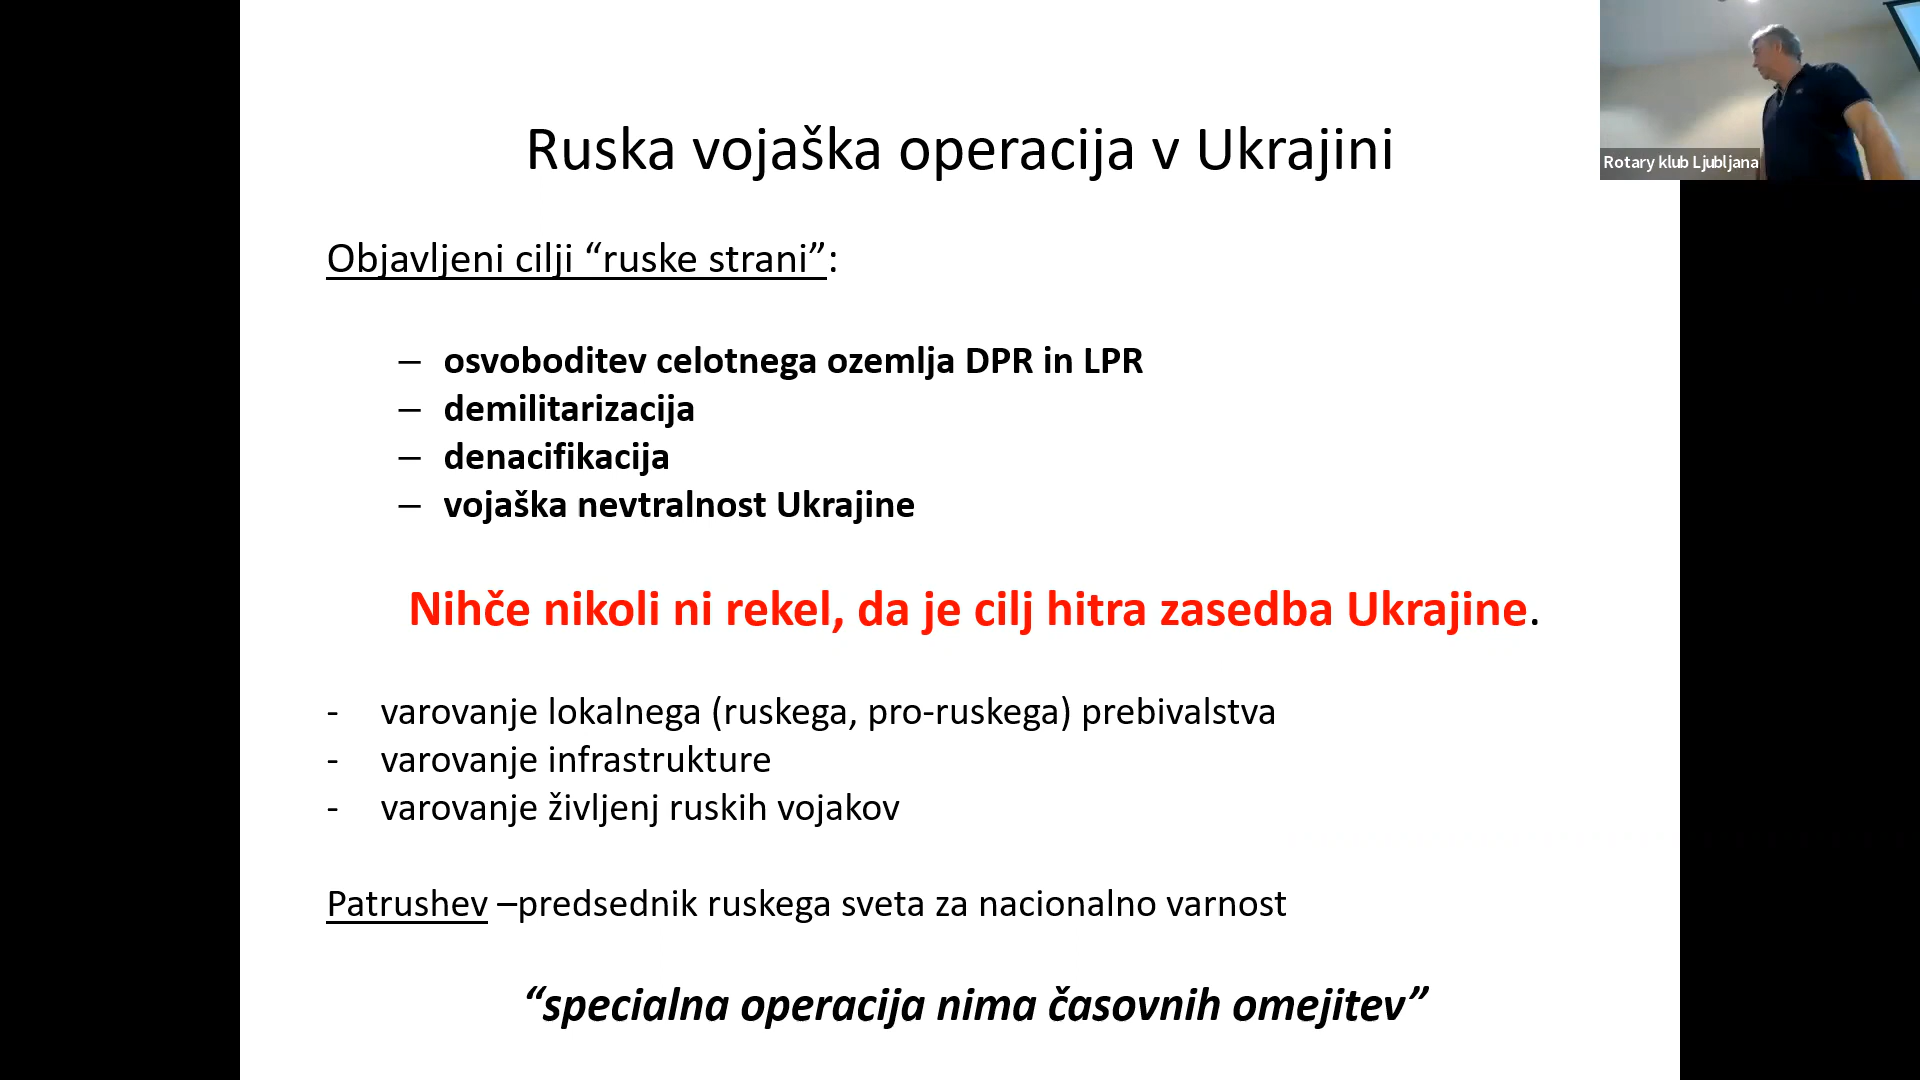 Ruska vojaška operacija v Ukrajini
Rotary klub Ljubljana
Objavljeni cilji “ruske strani”:
– osvoboditev celotnega ozemlja DPR in LPR
– demilitarizacija
– denacifikacija
– vojaška nevtralnost Ukrajine
Nihče nikoli ni rekel, da je cilj hitra zasedba Ukrajine.
- varovanje lokalnega (ruskega, pro-ruskega) prebivalstva
- varovanje infrastrukture
- varovanje življenj ruskih vojakov
Patrushev –predsednik ruskega sveta za nacionalno varnost
“specialna operacija nima časovnih omejitev”